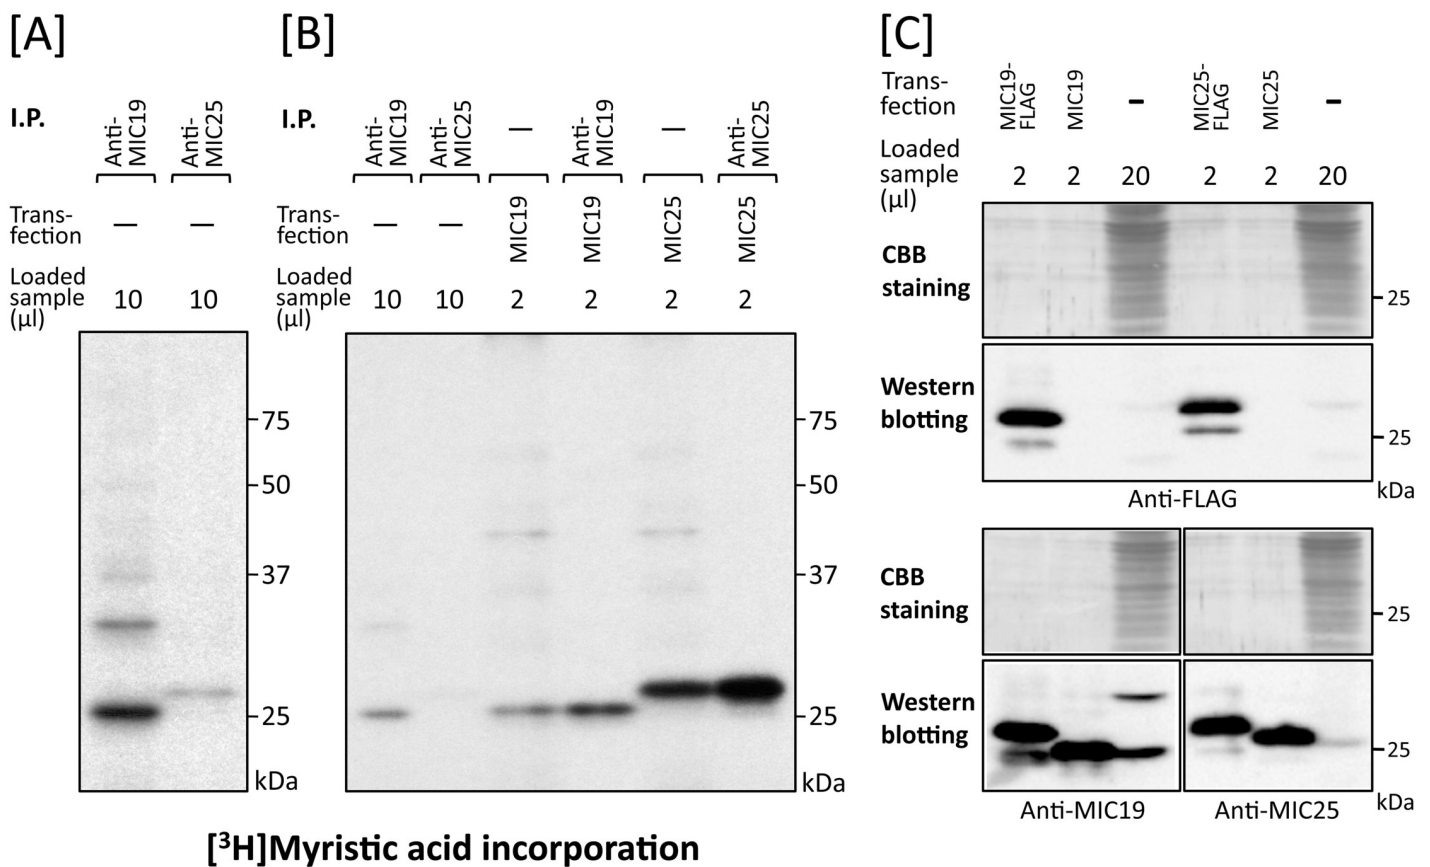 [A]
I.P.
Anti-
MIC19
Anti-
MIC25
Trans-
fection
— —
Loaded
sample
(µl)
10 10
75
50
37
25
kDa
[B]
I.P.
Anti-
MIC19
Anti-
MIC25
—
Anti-
MIC19
—
Anti-
MIC25
Trans-
fection
— — MIC19 MIC19 MIC25 MIC25
Loaded
sample
(µl)
10 10 2 2 2 2
75
50
37
25
kDa
[³H]Myristic acid incorporation
[C]
Trans-
fection
MIC19-
FLAG
MIC19
-
MIC25-
FLAG
MIC25
-
Loaded
sample
(µl)
2 2 20 2 2 20
CBB
staining
25
Western
blotting
25
kDa
Anti-FLAG
CBB
staining
25
Western
blotting
25
kDa
Anti-MIC19 Anti-MIC25